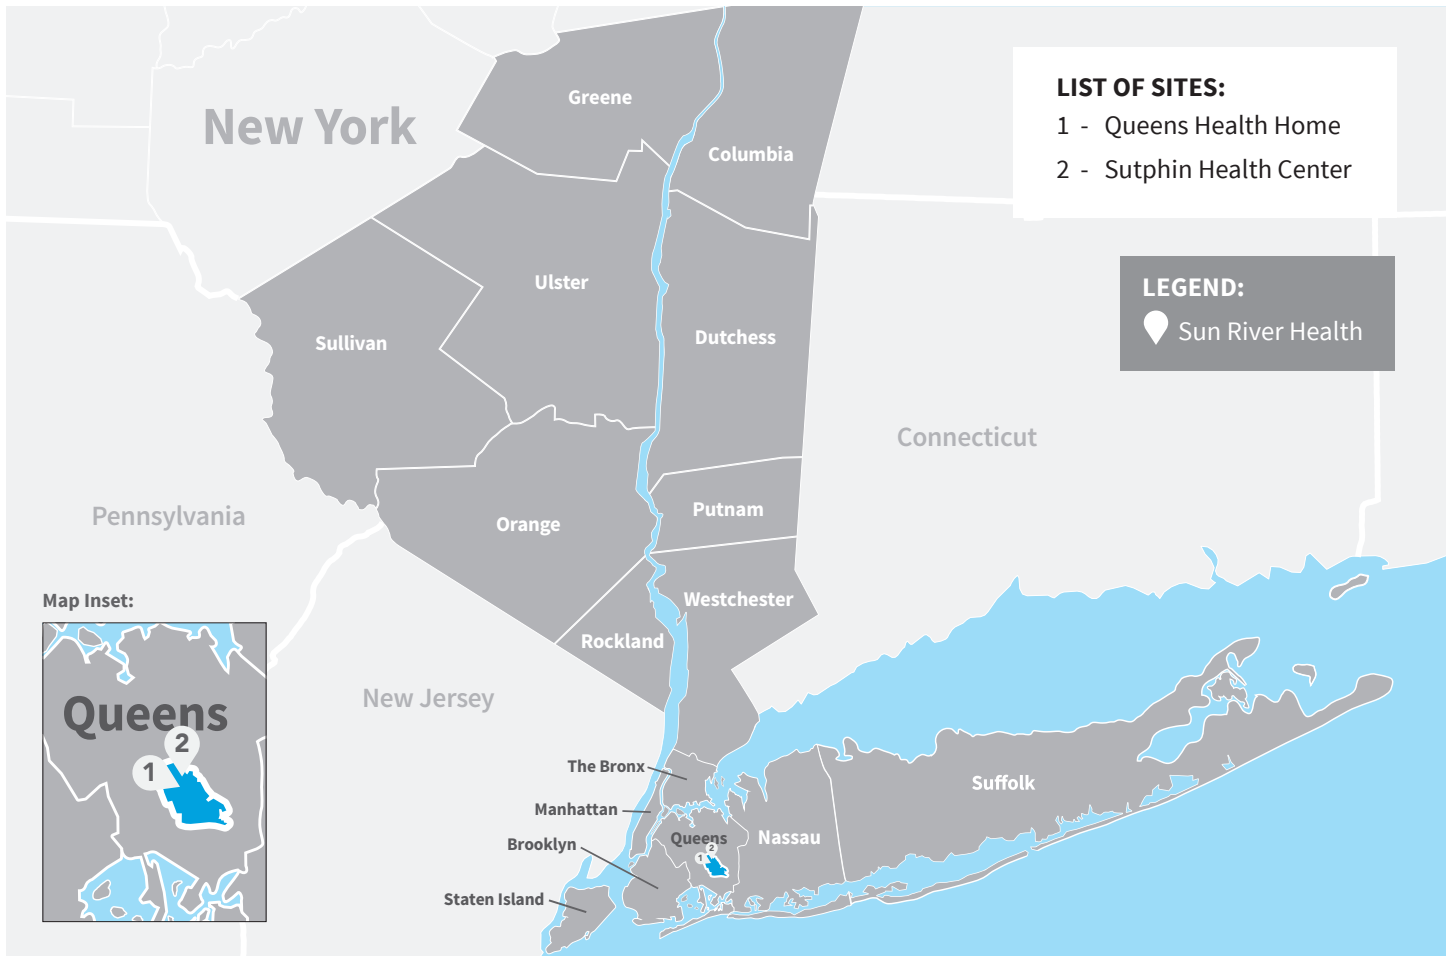 New York
Greene
Columbia
LIST OF SITES:
1 - Queens Health Home
2 - Sutphin Health Center
LEGEND:
Sun River Health
Ulster
Sullivan
Dutchess
Connecticut
Pennsylvania
Orange
Putnam
Westchester
Rockland
New Jersey
Map Inset:
Queens
2
1
The Bronx
Manhattan
Brooklyn
Staten Island
Queens
2
1
Nassau
Suffolk